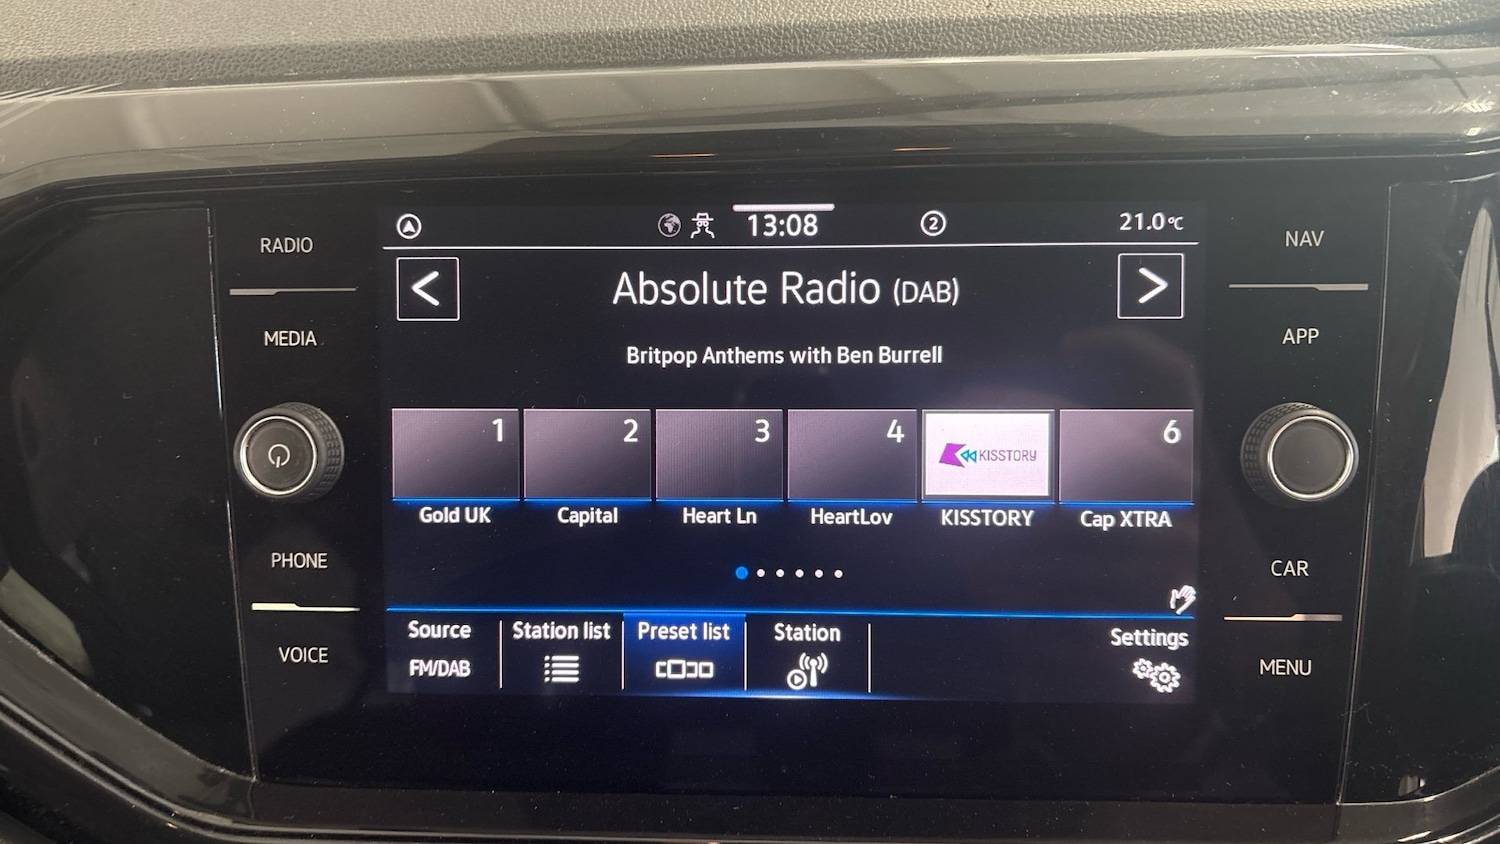 RADIO
MEDIA
PHONE
VOICE
13:08
2
21.0°C
<
Absolute Radio (DAB)
>
Britpop Anthems with Ben Burrell
1
2
3
4
KISSTORY
6
Gold UK
Capital
Heart Ln
HeartLov
KISSTORY
Cap XTRA
Source
FM/DAB
Station list
Preset list
Station
Settings
NAV
APP
CAR
MENU